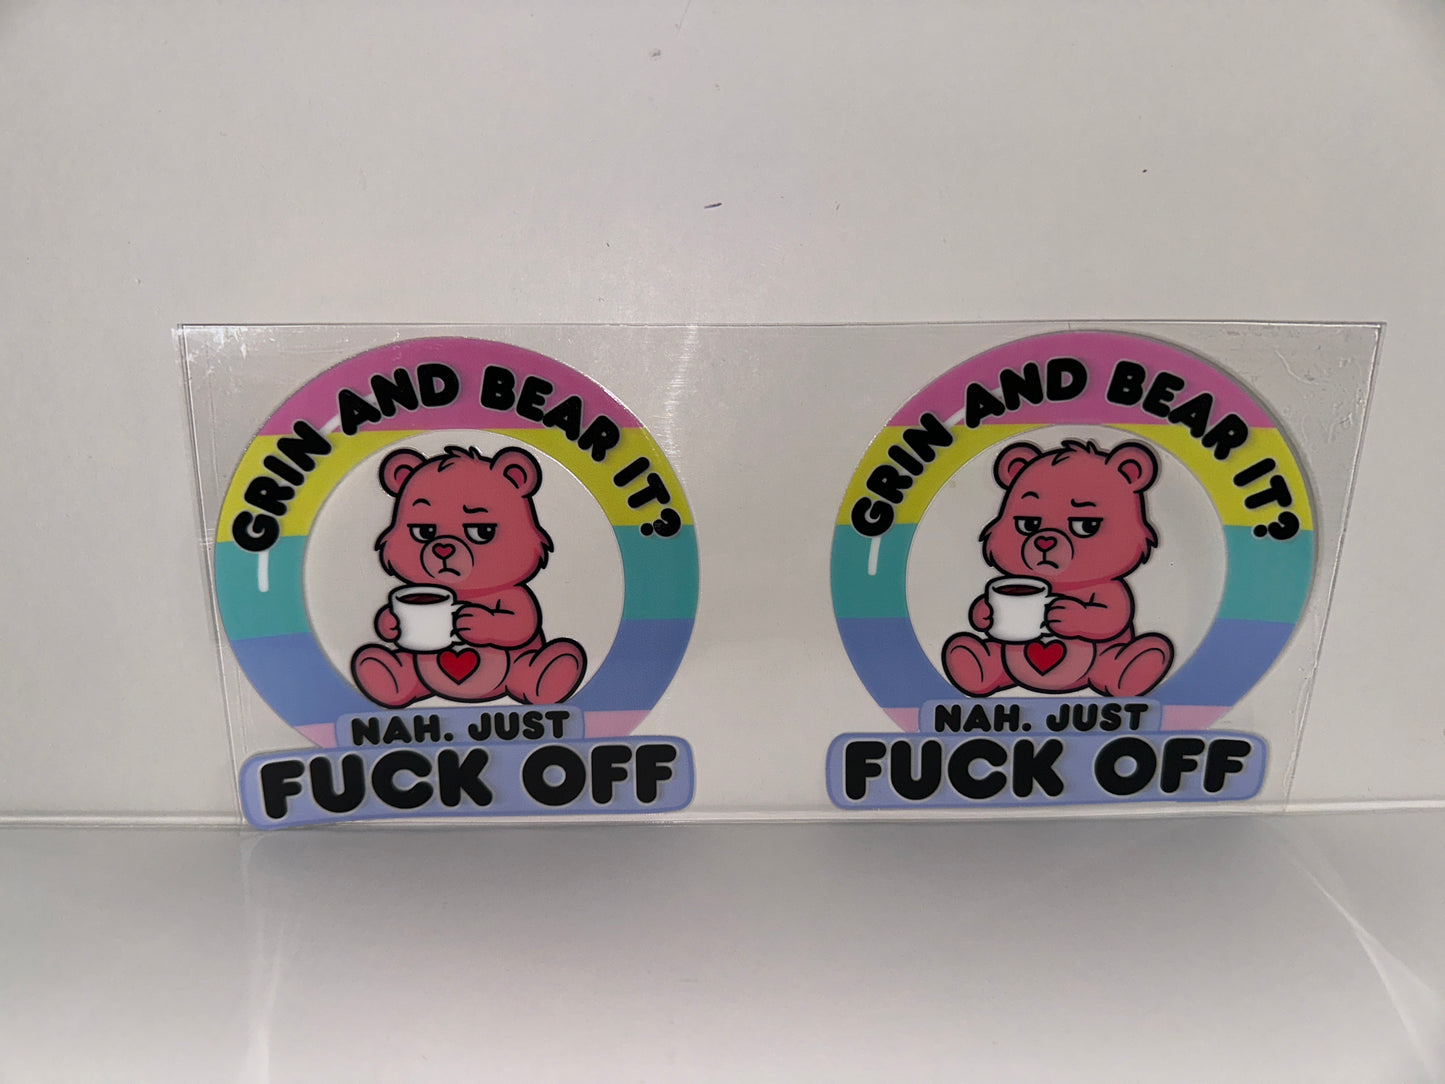 GRIN AND BEAR IT?
NAH. JUST
FUCK OFF
GRIN AND BEAR IT?
NAH. JUST
FUCK OFF